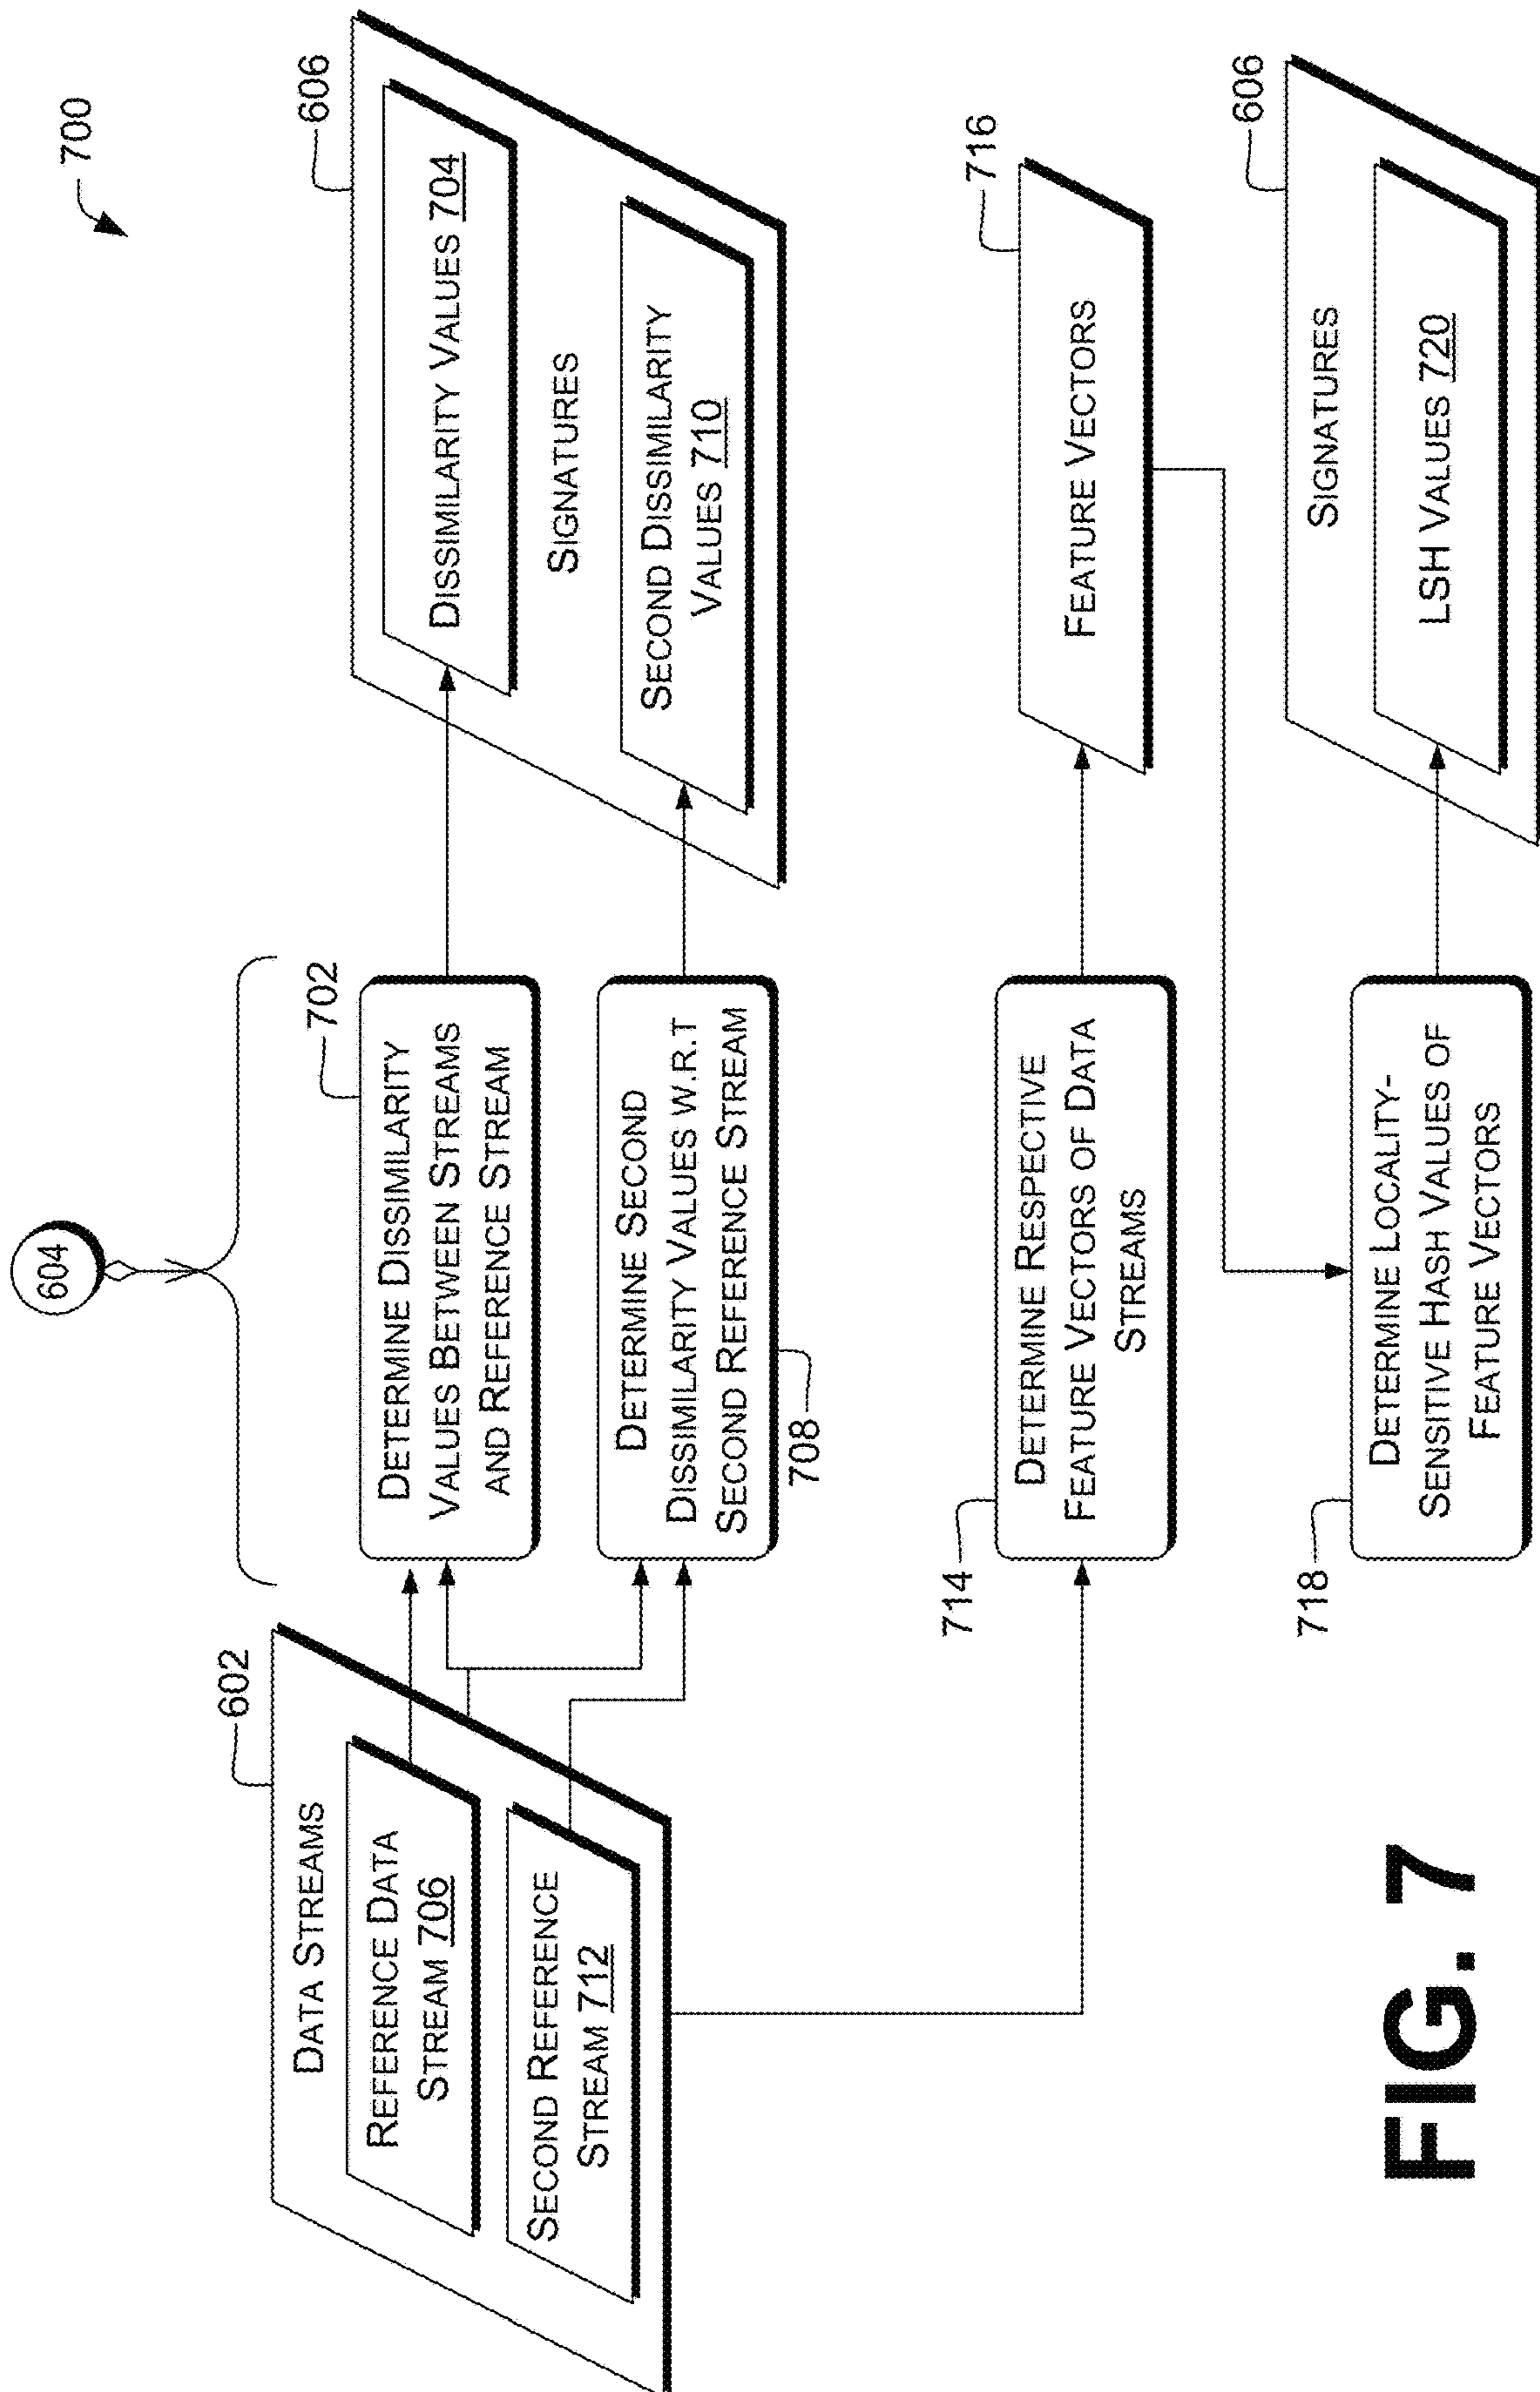 700
604
602
DATA STREAMS
REFERENCE DATA
STREAM 706
SECOND REFERENCE
STREAM 712
702
DETERMINE DISSIMILARITY
VALUES BETWEEN STREAMS
AND REFERENCE STREAM
DETERMINE SECOND
DISSIMILARITY VALUES W.R.T
SECOND REFERENCE STREAM
708
606
DISSIMILARITY VALUES 704
SIGNATURES
SECOND DISSIMILARITY
VALUES 710
714
DETERMINE RESPECTIVE
FEATURE VECTORS OF DATA
STREAMS
716
FEATURE VECTORS
718
DETERMINE LOCALITY-
SENSITIVE HASH VALUES OF
FEATURE VECTORS
606
SIGNATURES
LSH VALUES 720
FIG. 7